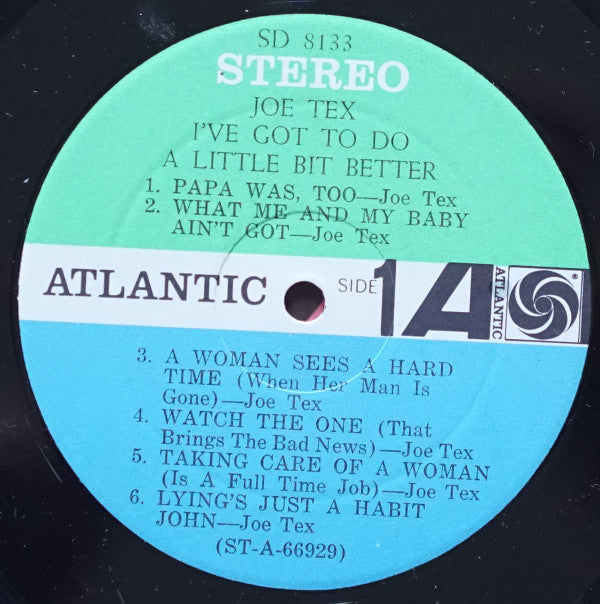 SD 8133
STEREO
JOE TEX
I'VE GOT TO DO
A LITTLE BIT BETTER
1. PAPA WAS, TOO—Joe Tex
2. WHAT ME AND MY BABY
AIN'T GOT—Joe Tex
ATLANTIC
SIDE 1
A
ATLANTIC
®
3. A WOMAN SEES A HARD
TIME (When Her Man Is
Gone)—Joe Tex
4. WATCH THE ONE (That
Brings The Bad News)—Joe Tex
5. TAKING CARE OF A WOMAN
(Is A Full Time Job)—Joe Tex
6. LYING'S JUST A HABIT
JOHN—Joe Tex
(ST-A-66929)